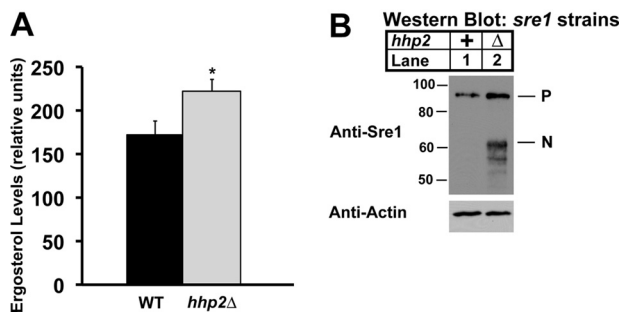 A
Ergosterol Levels (relative units)
250
200
150
100
50
0
*
WT hhp2Δ
B
Western Blot: sre1 strains
hhp2 + Δ
Lane 1 2
Anti-Sre1
100
80
60
50
P
N
Anti-Actin